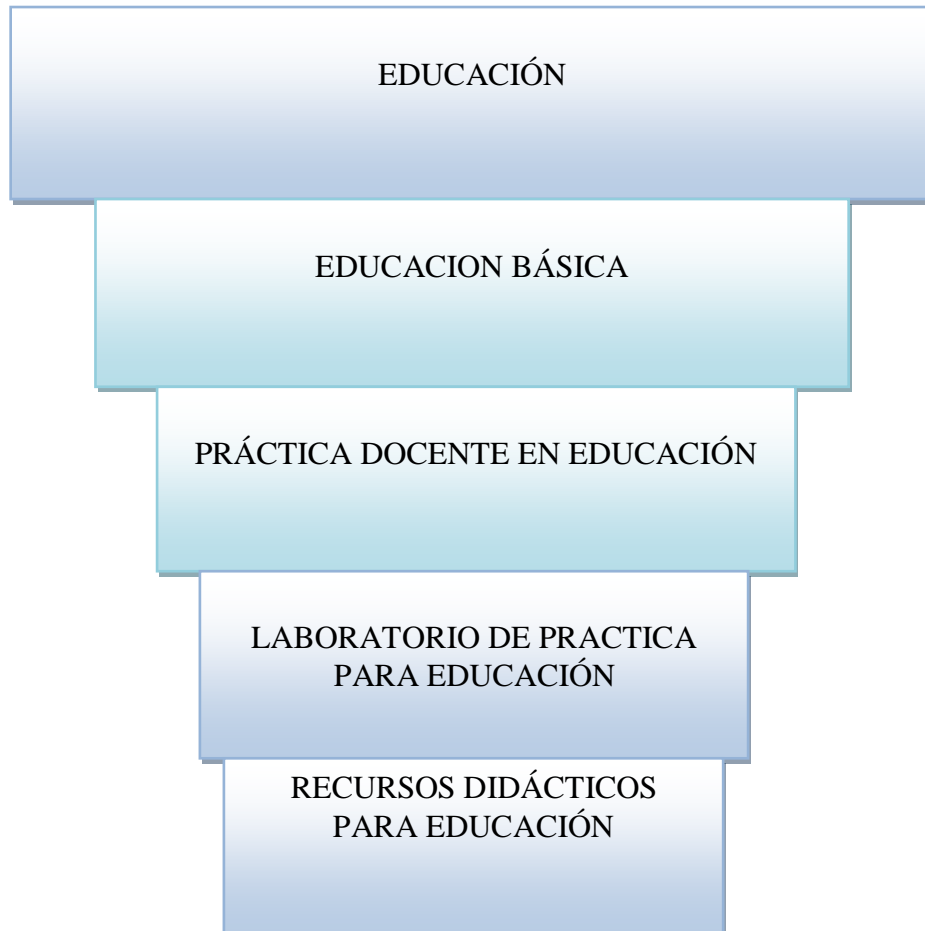 EDUCACIÓN
EDUCACION BÁSICA
PRÁCTICA DOCENTE EN EDUCACIÓN
LABORATORIO DE PRACTICA
PARA EDUCACIÓN
RECURSOS DIDÁCTICOS
PARA EDUCACIÓN